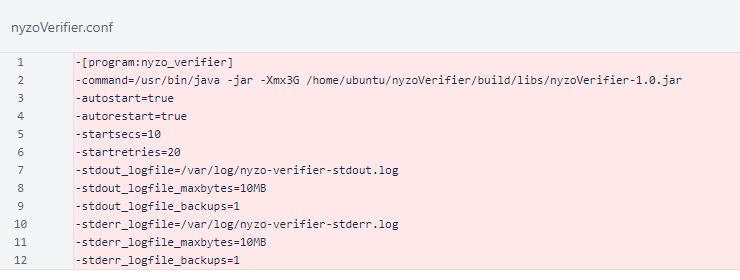 nyzoVerifier.conf
1 -[program:nyzo_verifier]
2 -command=/usr/bin/java -jar -Xmx3G /home/ubuntu/nyzoVerifier/build/libs/nyzoVerifier-1.0.jar
3 -autostart=true
4 -autorestart=true
5 -startsecs=10
6 -startretries=20
7 -stdout_logfile=/var/log/nyzo-verifier-stdout.log
8 -stdout_logfile_maxbytes=10MB
9 -stdout_logfile_backups=1
10 -stderr_logfile=/var/log/nyzo-verifier-stderr.log
11 -stderr_logfile_maxbytes=10MB
12 -stderr_logfile_backups=1